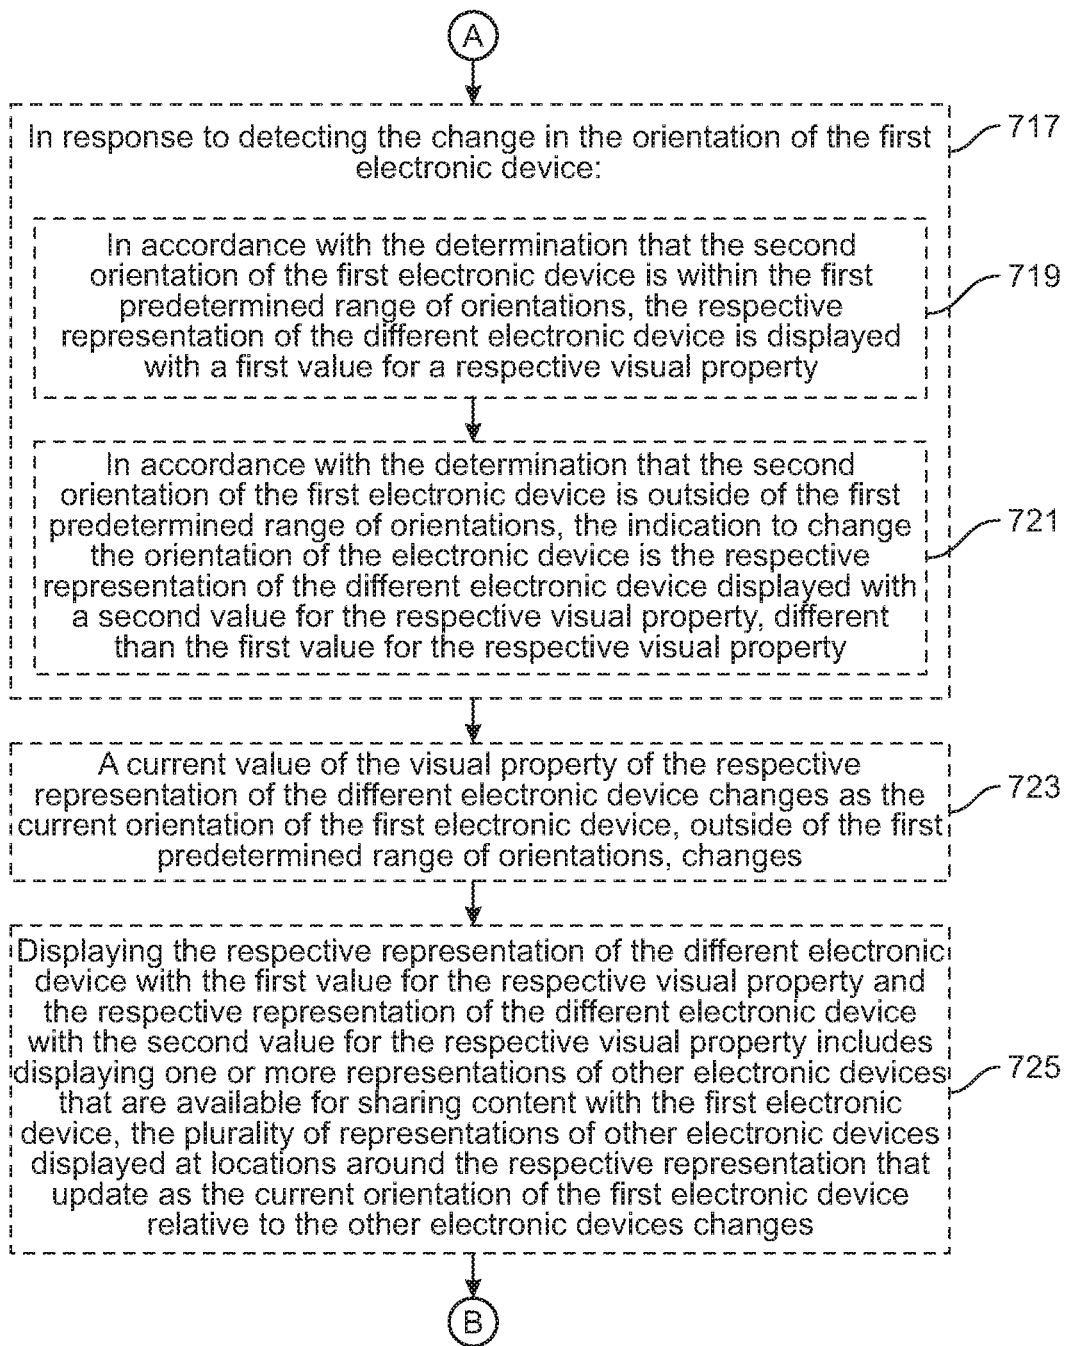 A
In response to detecting the change in the orientation of the first
electronic device:
717
In accordance with the determination that the second
orientation of the first electronic device is within the first
predetermined range of orientations, the respective
representation of the different electronic device is displayed
with a first value for a respective visual property
719
In accordance with the determination that the second
orientation of the first electronic device is outside of the first
predetermined range of orientations, the indication to change
the orientation of the electronic device is the respective
representation of the different electronic device displayed with
a second value for the respective visual property, different
than the first value for the respective visual property
721
A current value of the visual property of the respective
representation of the different electronic device changes as the
current orientation of the first electronic device, outside of the first
predetermined range of orientations, changes
723
Displaying the respective representation of the different electronic
device with the first value for the respective visual property and
the respective representation of the different electronic device
with the second value for the respective visual property includes
displaying one or more representations of other electronic devices
that are available for sharing content with the first electronic
device, the plurality of representations of other electronic devices
displayed at locations around the respective representation that
update as the current orientation of the first electronic device
relative to the other electronic devices changes
725
B